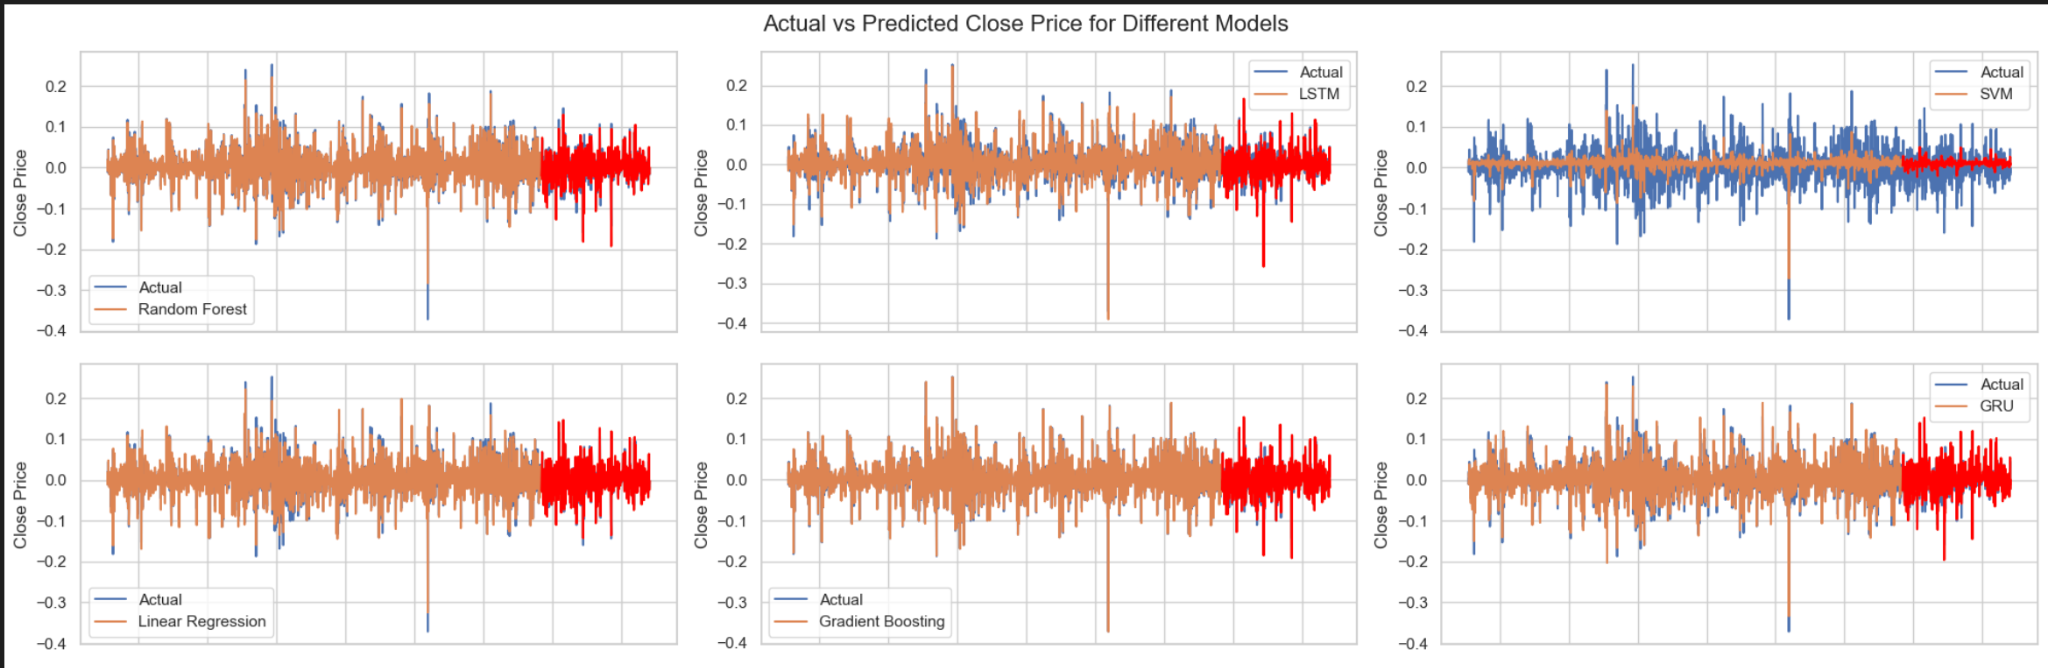 Actual vs Predicted Close Price for Different Models
Close Price
0.2
0.1
0.0
−0.1
−0.2
−0.3
−0.4
Actual
Random Forest
Close Price
0.2
0.1
0.0
−0.1
−0.2
−0.3
−0.4
Actual
LSTM
Close Price
0.2
0.1
0.0
−0.1
−0.2
−0.3
−0.4
Actual
SVM
Close Price
0.2
0.1
0.0
−0.1
−0.2
−0.3
−0.4
Actual
Linear Regression
Close Price
0.2
0.1
0.0
−0.1
−0.2
−0.3
−0.4
Actual
Gradient Boosting
Close Price
0.2
0.1
0.0
−0.1
−0.2
−0.3
−0.4
Actual
GRU